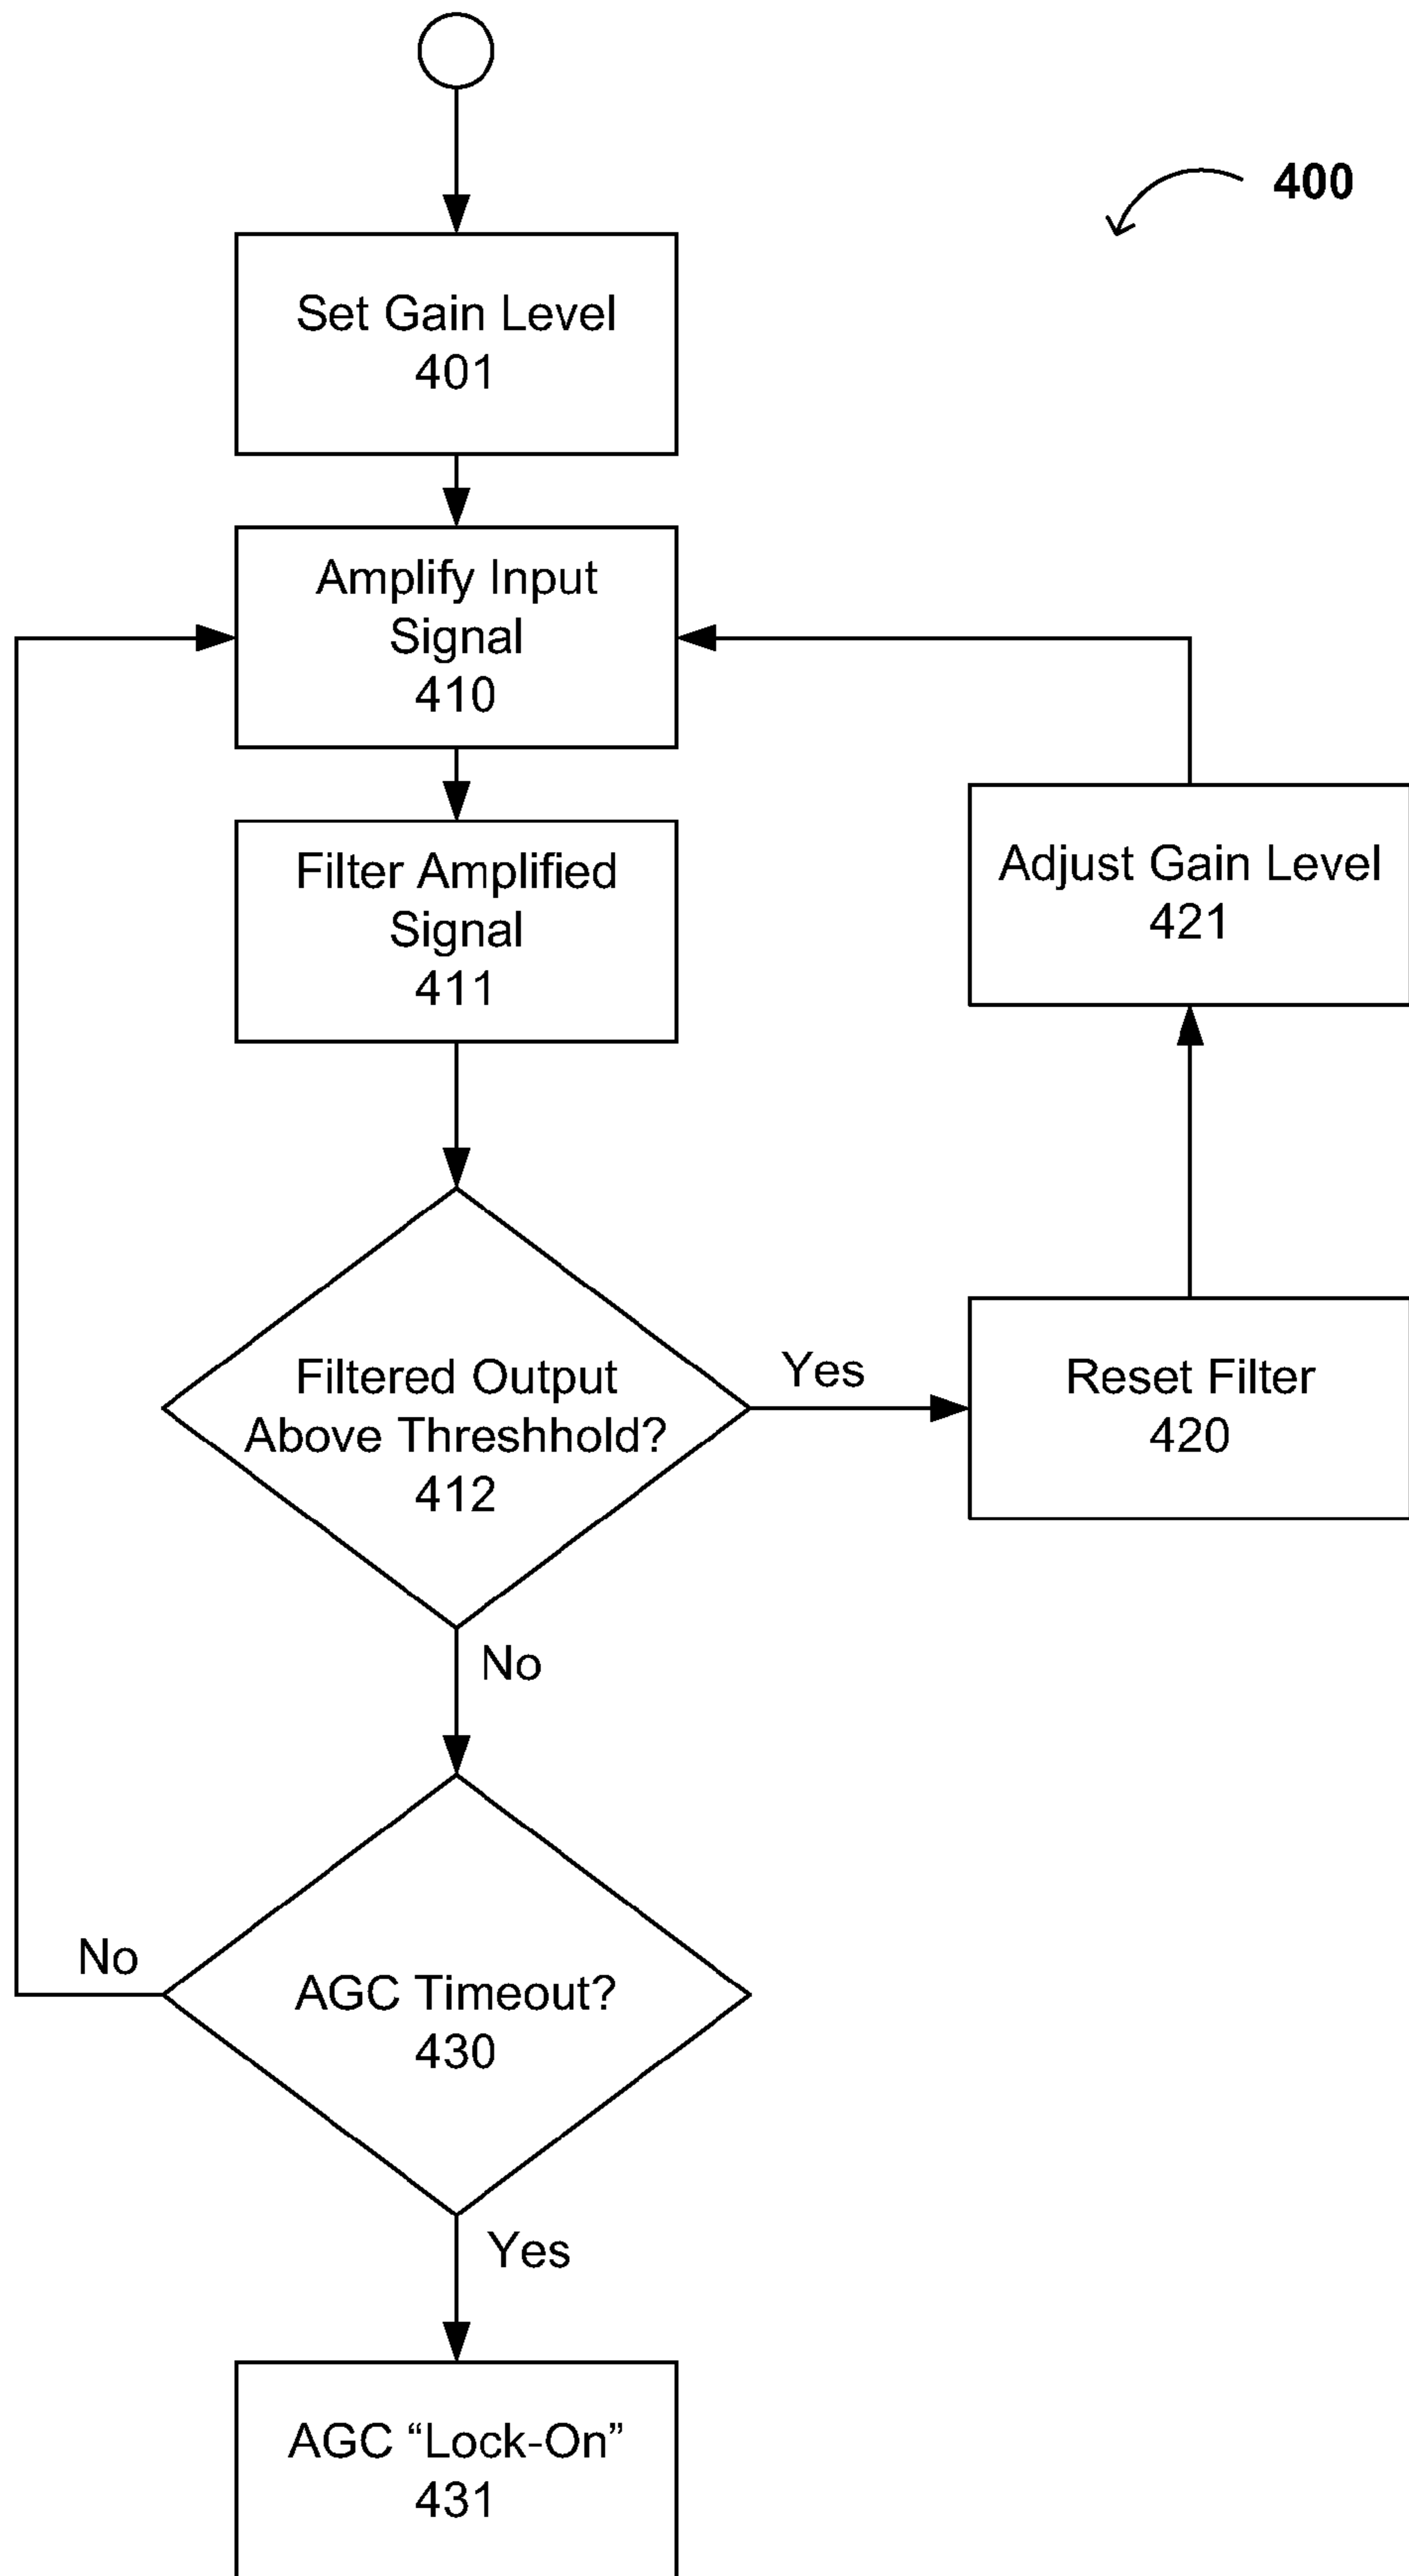 400
Set Gain Level
401
Amplify Input
Signal
410
Filter Amplified
Signal
411
Adjust Gain Level
421
Filtered Output
Above Threshhold?
412
Yes
Reset Filter
420
No
No
AGC Timeout?
430
Yes
AGC “Lock-On”
431